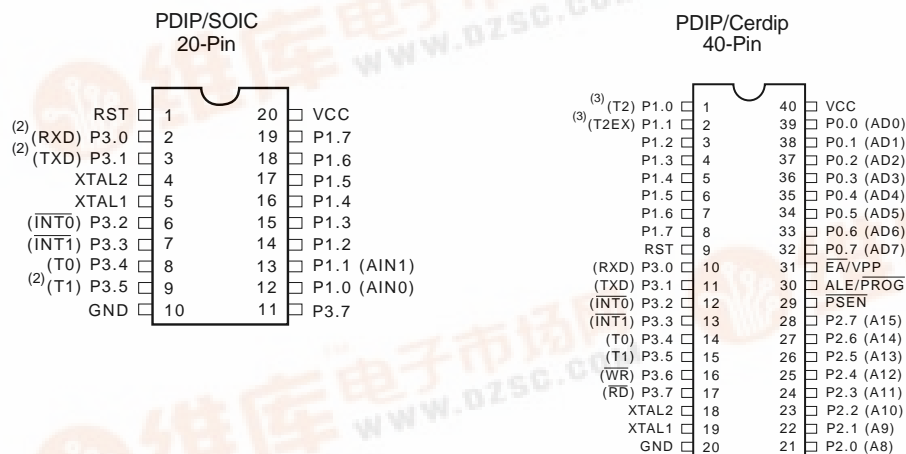 PDIP/SOIC
20-Pin
RST 1 20 VCC
(2)(RXD) P3.0 2 19 P1.7
(2)(TXD) P3.1 3 18 P1.6
XTAL2 4 17 P1.5
XTAL1 5 16 P1.4
(INT0) P3.2 6 15 P1.3
(INT1) P3.3 7 14 P1.2
(T0) P3.4 8 13 P1.1 (AIN1)
(2)(T1) P3.5 9 12 P1.0 (AIN0)
GND 10 11 P3.7
PDIP/Cerdip
40-Pin
(3)(T2) P1.0 1 40 VCC
(3)(T2EX) P1.1 2 39 P0.0 (AD0)
P1.2 3 38 P0.1 (AD1)
P1.3 4 37 P0.2 (AD2)
P1.4 5 36 P0.3 (AD3)
P1.5 6 35 P0.4 (AD4)
P1.6 7 34 P0.5 (AD5)
P1.7 8 33 P0.6 (AD6)
RST 9 32 P0.7 (AD7)
(RXD) P3.0 10 31 EA/VPP
(TXD) P3.1 11 30 ALE/PROG
(INT0) P3.2 12 29 PSEN
(INT1) P3.3 13 28 P2.7 (A15)
(T0) P3.4 14 27 P2.6 (A14)
(T1) P3.5 15 26 P2.5 (A13)
(WR) P3.6 16 25 P2.4 (A12)
(RD) P3.7 17 24 P2.3 (A11)
XTAL2 18 23 P2.2 (A10)
XTAL1 19 22 P2.1 (A9)
GND 20 21 P2.0 (A8)
维库电子市场网
WWW.DZSC.COM